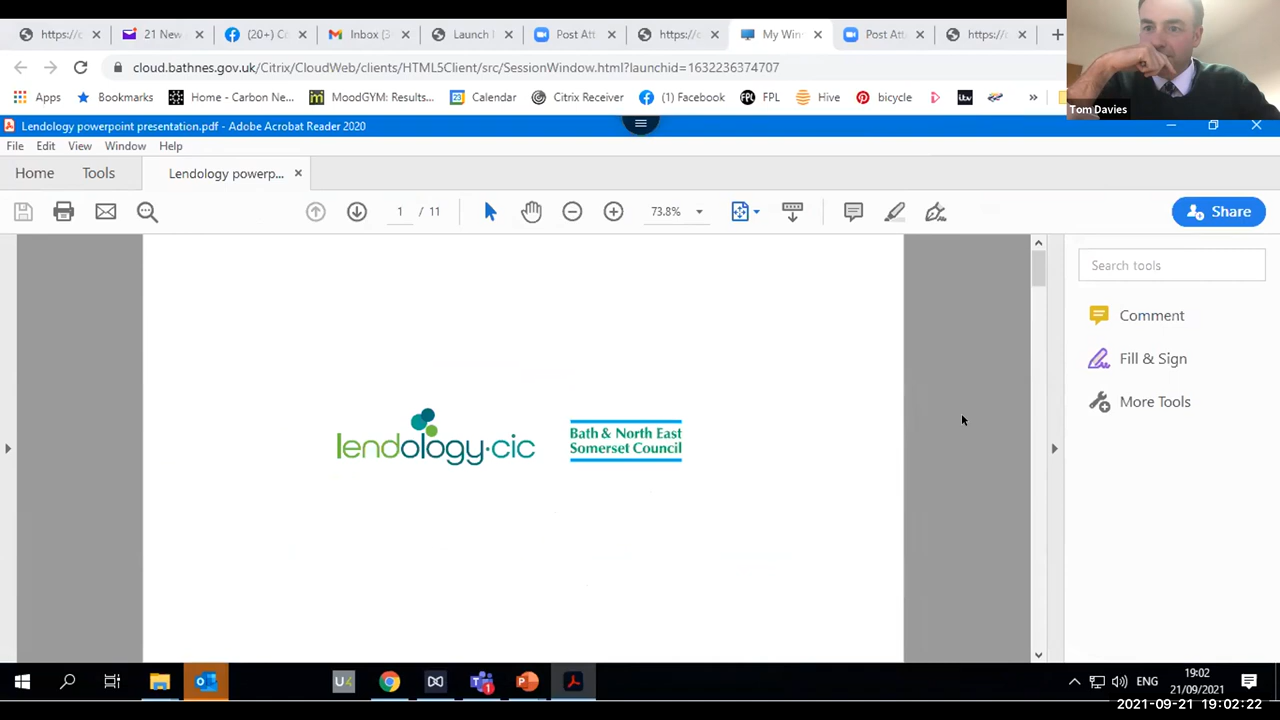 https://c
21 New
(20+) C
Inbox (3
Launch
Post Att
https://c
My Win
Post Att
https://c
cloud.bathnes.gov.uk/Citrix/CloudWeb/clients/HTML5Client/src/SessionWindow.html?launchid=1632236374707
Apps Bookmarks Home - Carbon Ne... MoodGYM: Results... Calendar Citrix Receiver (1) Facebook FPL Hive bicycle itv »
Tom Davies
Lendology powerpoint presentation.pdf - Adobe Acrobat Reader 2020
File Edit View Window Help
Home Tools Lendology powerp...
1 / 11 73.8% Share
Search tools
Comment
Fill & Sign
More Tools
lendology·cic
Bath & North East
Somerset Council
U4 1 ENG
19:02
21/09/2021
2021-09-21 19:02:22